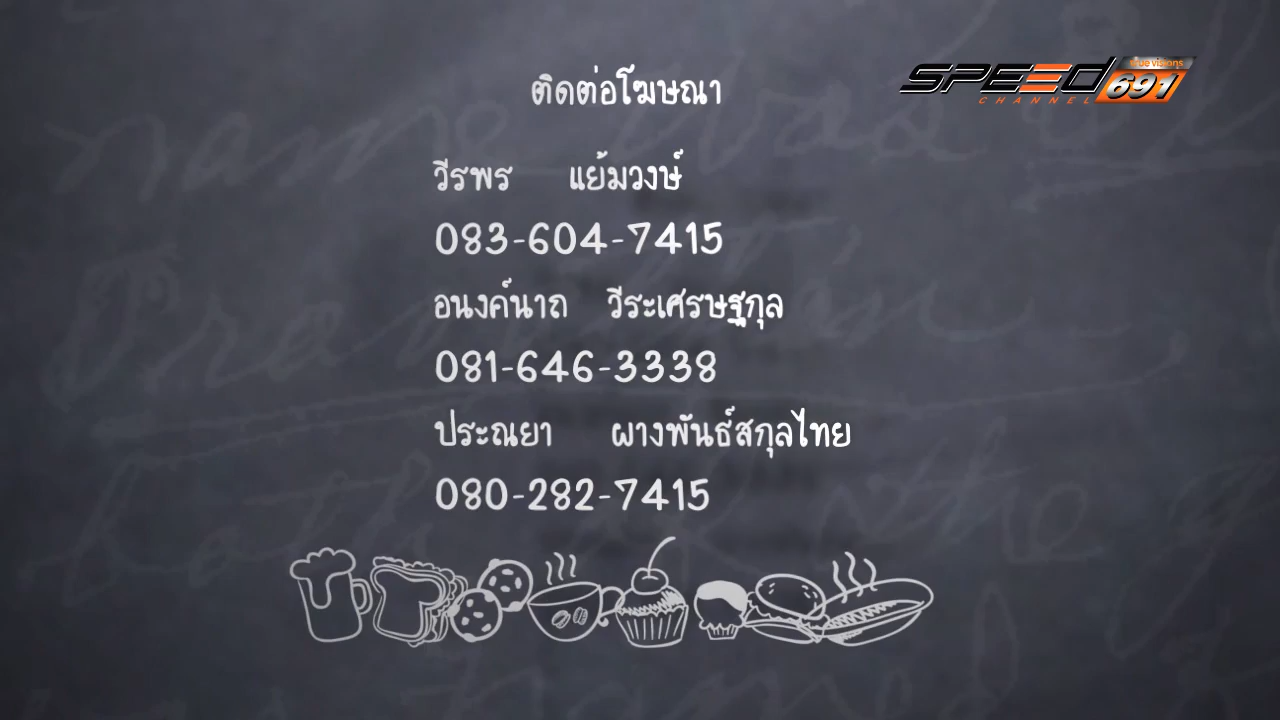 ติดต่อโฆษณา
SPEED
CHANNEL
true visions
691
วีรพร แย้มวงษ์
083-604-7415
อนงค์นาถ วีระเศรษฐกุล
081-646-3338
ประณยา ผางพันธ์สกุลไทย
080-282-7415